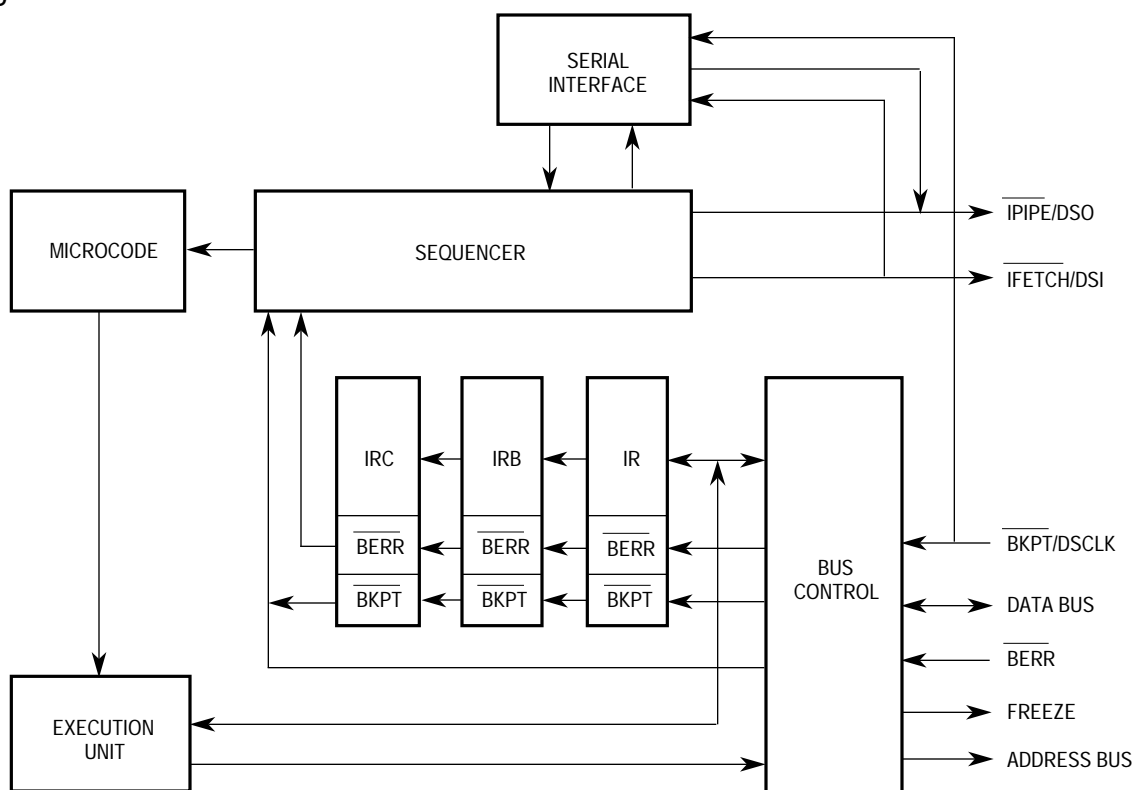 SERIAL
INTERFACE
MICROCODE
SEQUENCER
IPIPE/DSO
IFETCH/DSI
IRC
IRB
IR
BERR
BERR
BERR
BKPT
BKPT
BKPT
BUS
CONTROL
BKPT/DSCLK
DATA BUS
BERR
FREEZE
ADDRESS BUS
EXECUTION
UNIT